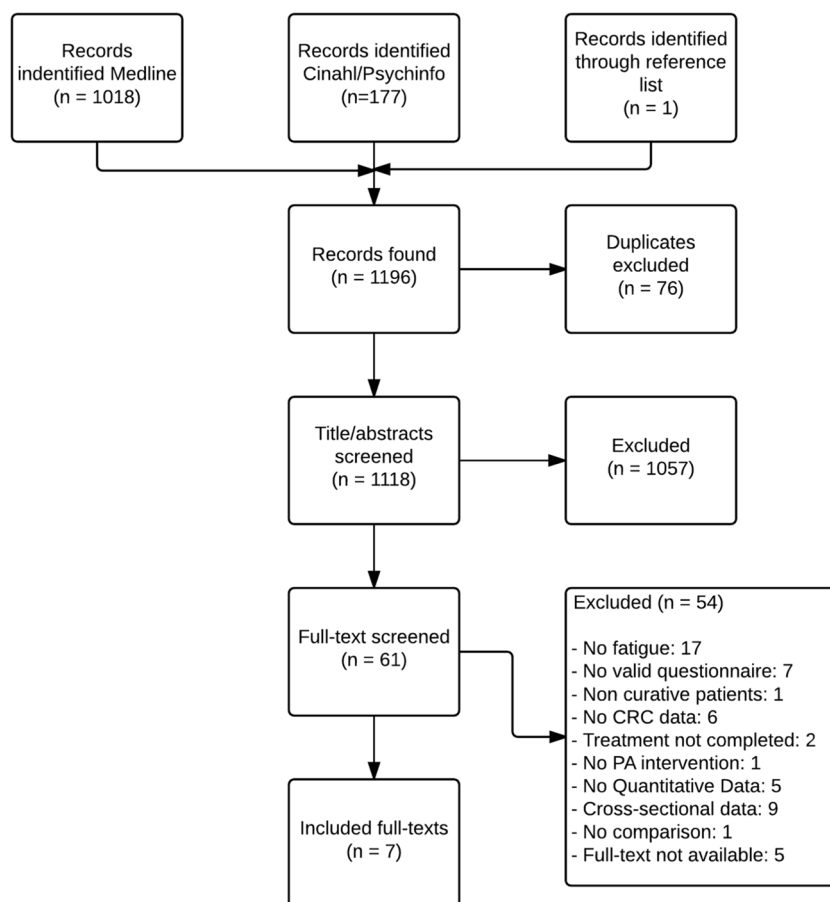 Records
indentified Medline
(n = 1018)
Records identified
Cinahl/Psychinfo
(n=177)
Records identified
through reference
list
(n = 1)
Records found
(n = 1196)
Duplicates
excluded
(n = 76)
Title/abstracts
screened
(n = 1118)
Excluded
(n = 1057)
Full-text screened
(n = 61)
Excluded (n = 54)
- No fatigue: 17
- No valid questionnaire: 7
- Non curative patients: 1
- No CRC data: 6
- Treatment not completed: 2
- No PA intervention: 1
- No Quantitative Data: 5
- Cross-sectional data: 9
- No comparison: 1
- Full-text not available: 5
Included full-texts
(n = 7)